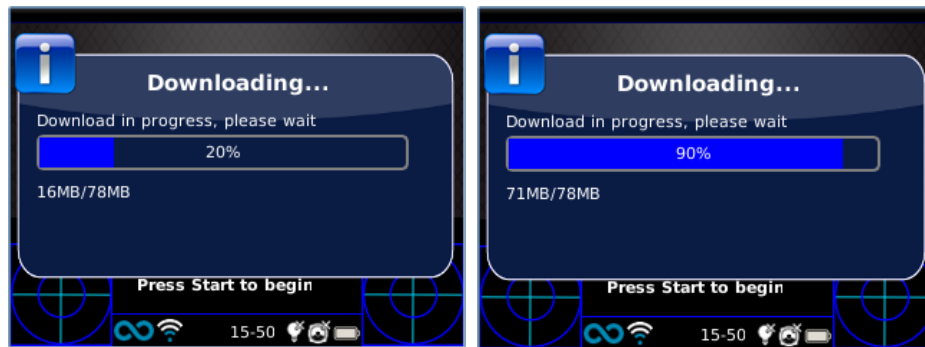 Downloading...
Download in progress, please wait
20%
16MB/78MB
Press Start to begin
15-50
Downloading...
Download in progress, please wait
90%
71MB/78MB
Press Start to begin
15-50